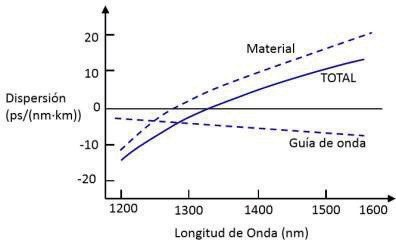 20
Material
10
TOTAL
Dispersión
(ps/(nm·km))
0
-10
Guía de onda
-20
1200
1300
1400
1500
1600
Longitud de Onda (nm)